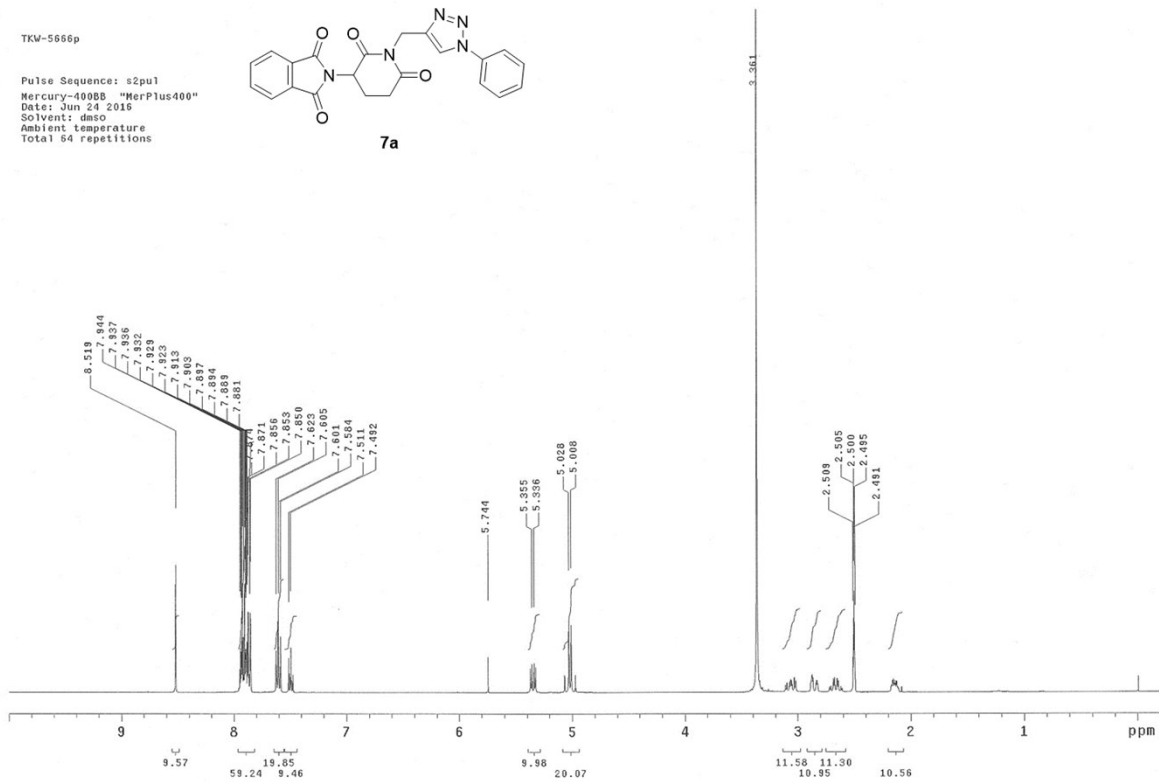 TKW-5666p
Pulse Sequence: s2pul
Mercury-400BB "MerPlus400"
Date: Jun 24 2016
Solvent: dmso
Ambient temperature
Total 64 repetitions
O
O
N
O
N
O
O
N
N
N
7a
3.361
8.519
7.944
7.937
7.936
7.932
7.929
7.923
7.913
7.903
7.897
7.894
7.889
7.881
7.871
7.856
7.853
7.850
7.623
7.605
7.601
7.584
7.511
7.492
5.744
5.355
5.336
5.028
5.008
2.509
2.505
2.500
2.495
2.491
9 8 7 6 5 4 3 2 1 ppm
9.57 19.85 9.98 11.58 11.30
59.24 9.46 20.07 10.95 10.56